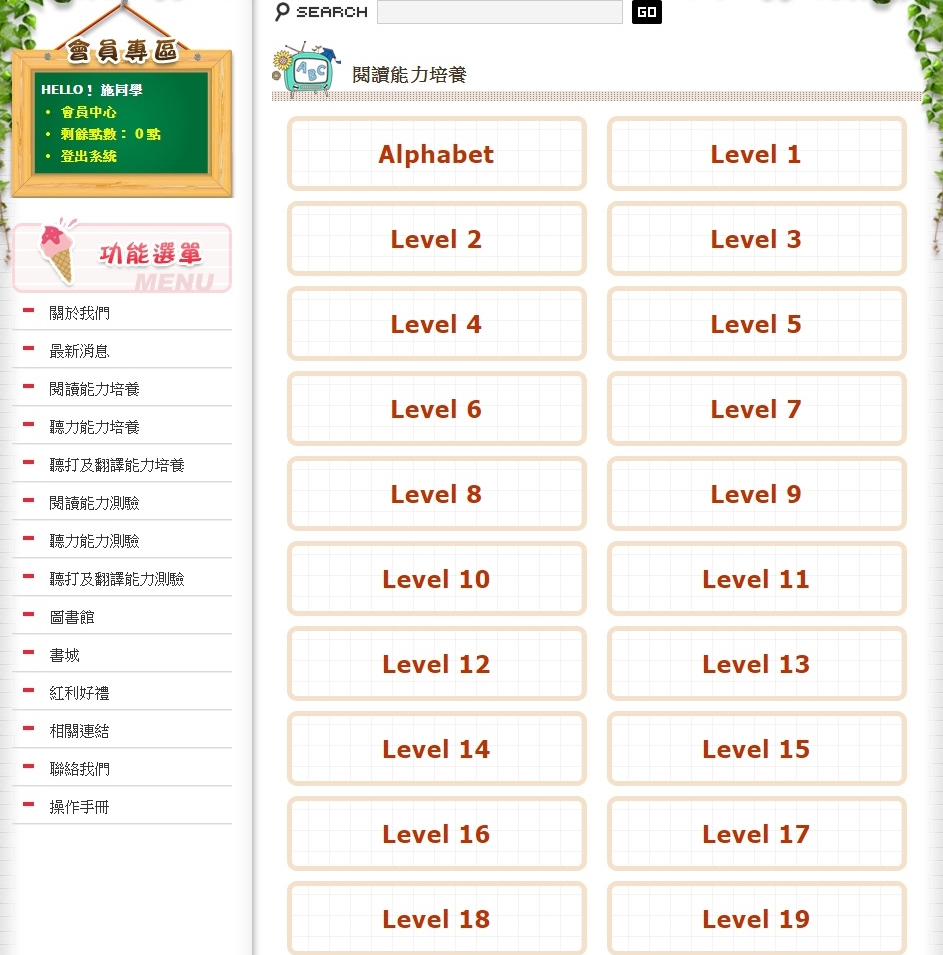 SEARCH
GO
會員專區
HELLO！ 施同學
• 會員中心
• 剩餘點數： 0 點
• 登出系統
功能選單
MENU
關於我們
最新消息
閱讀能力培養
聽力能力培養
聽打及翻譯能力培養
閱讀能力測驗
聽力能力測驗
聽打及翻譯能力測驗
圖書館
書城
紅利好禮
相關連結
聯絡我們
操作手冊
ABC
閱讀能力培養
Alphabet
Level 1
Level 2
Level 3
Level 4
Level 5
Level 6
Level 7
Level 8
Level 9
Level 10
Level 11
Level 12
Level 13
Level 14
Level 15
Level 16
Level 17
Level 18
Level 19